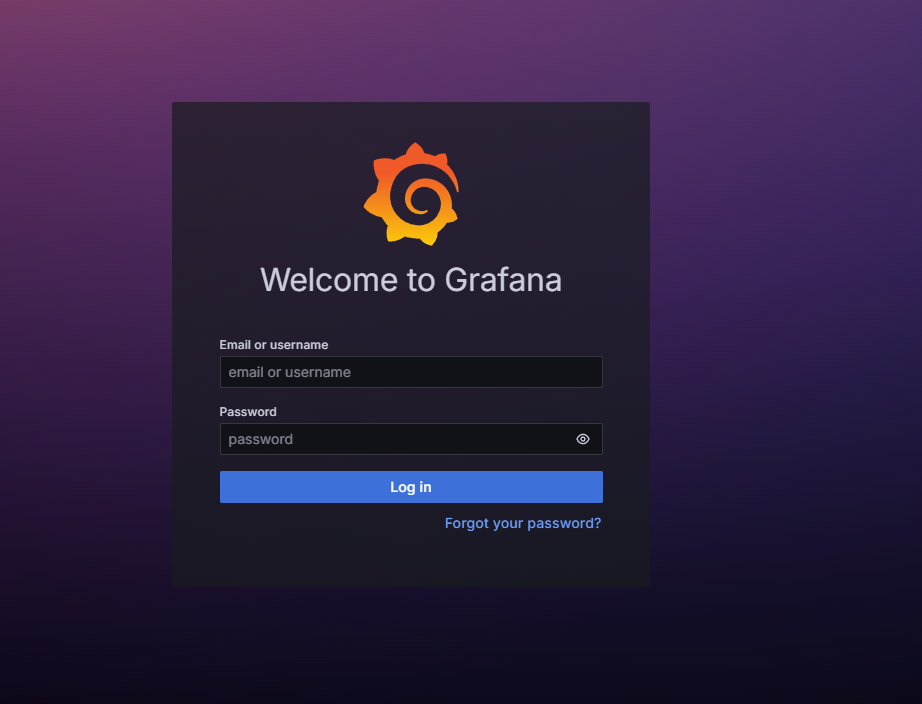 Welcome to Grafana
Email or username
email or username
Password
password
Log in
Forgot your password?